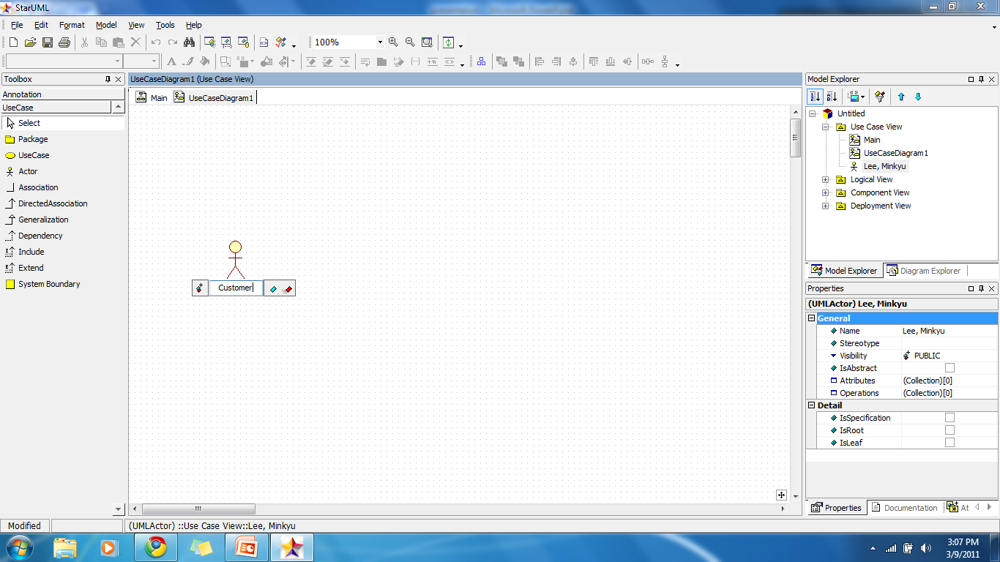 StarUML
File Edit Format Model View Tools Help
100%
Toolbox
Annotation
UseCase
Select
Package
UseCase
Actor
Association
DirectedAssociation
Generalization
Dependency
Include
Extend
System Boundary
UseCaseDiagram1 (Use Case View)
Main UseCaseDiagram1
Customer
Model Explorer
Untitled
Use Case View
Main
UseCaseDiagram1
Lee, Minkyu
Logical View
Component View
Deployment View
Model Explorer Diagram Explorer
Properties
(UMLActor) Lee, Minkyu
General
Name Lee, Minkyu
Stereotype
Visibility PUBLIC
IsAbstract
Attributes (Collection)[0]
Operations (Collection)[0]
Detail
IsSpecification
IsRoot
IsLeaf
Properties Documentation At
Modified
(UMLActor) ::Use Case View::Lee, Minkyu
3:07 PM
3/9/2011